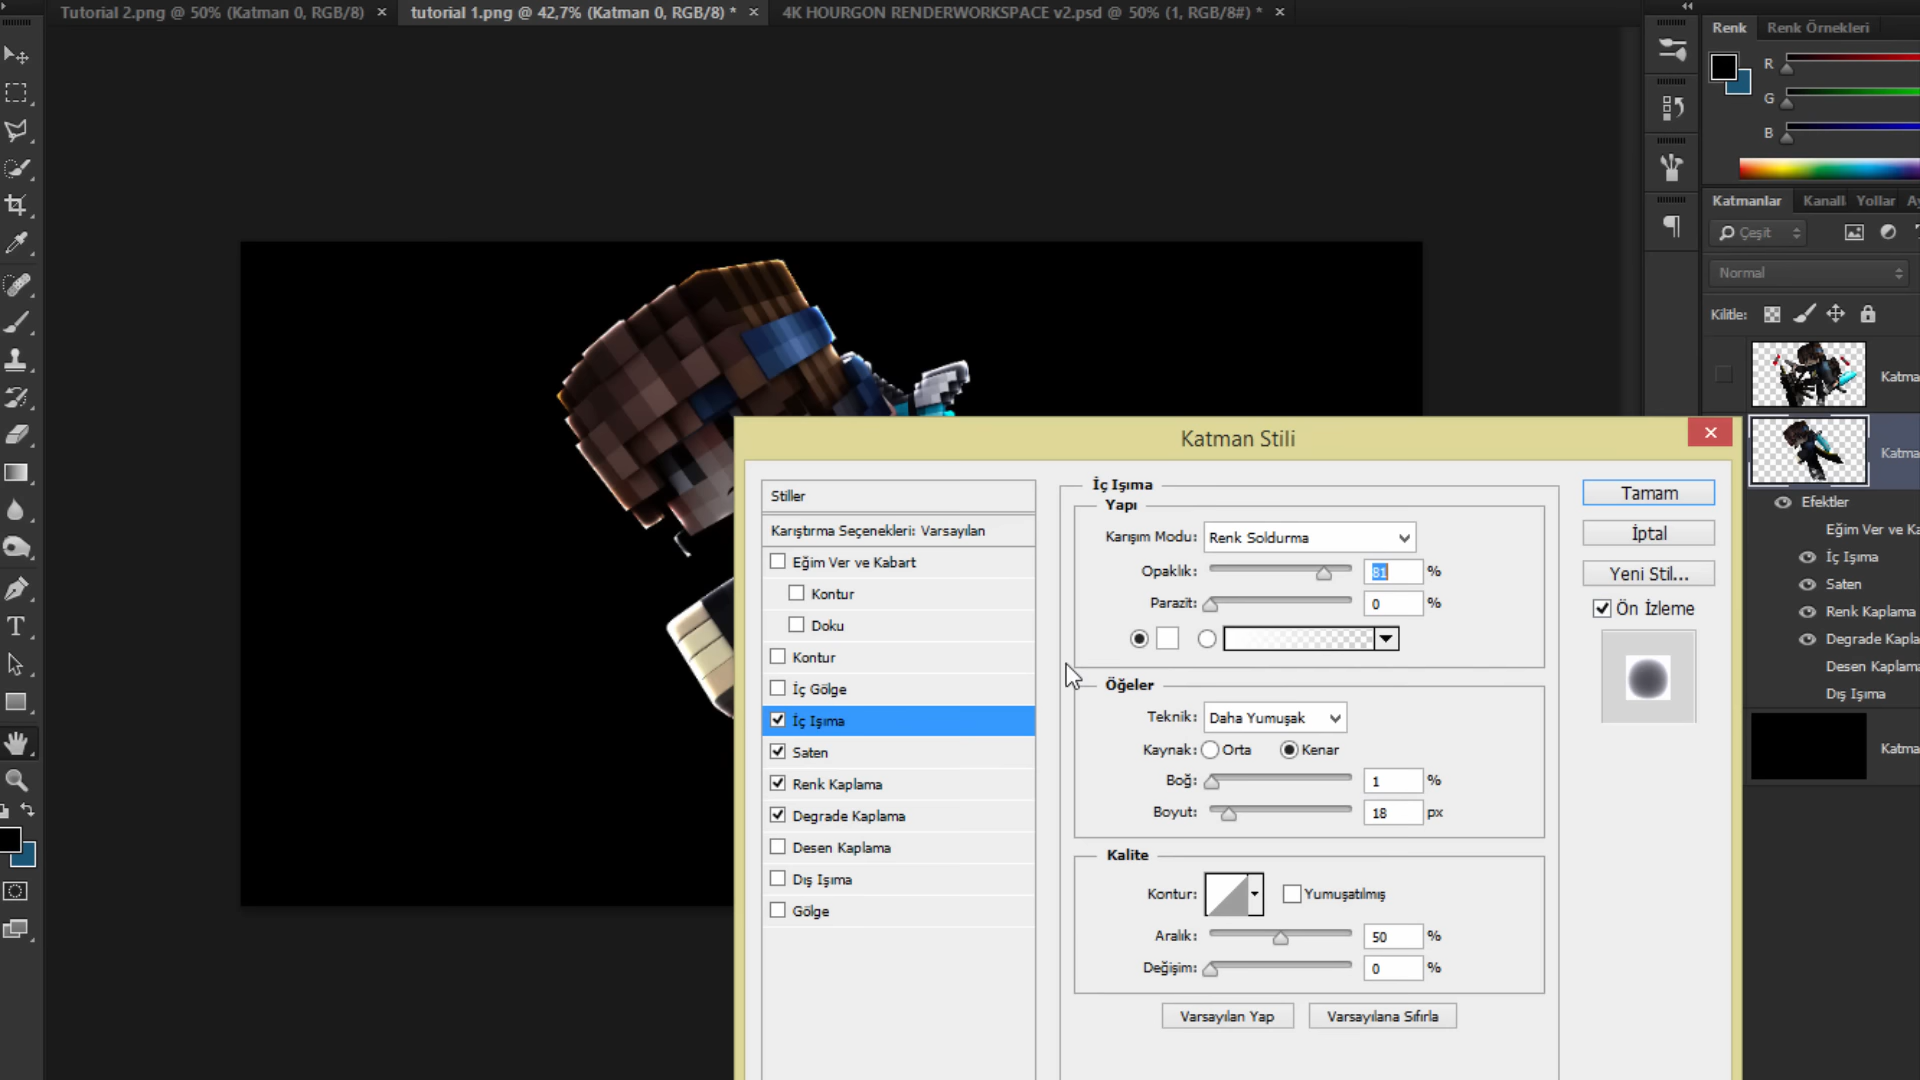 Tutorial 2.png @ 50% (Katman 0, RGB/8)
tutorial 1.png @ 42,7% (Katman 0, RGB/8) *
4K HOURGON RENDERWORKSPACE v2.psd @ 50% (1, RGB/8#) *
Renk
Renk Örnekleri
R
G
B
Katmanlar
Kanall
Yollar
Ay
Çeşit
Normal
Kilitle:
Katma
Katma
Efektler
Eğim Ver ve Ka
İç Işıma
Saten
Renk Kaplama
Degrade Kapla
Desen Kaplama
Dış Işıma
Katma
Katman Stili
Stiller
Karıştırma Seçenekleri: Varsayılan
Eğim Ver ve Kabart
Kontur
Doku
Kontur
İç Gölge
İç Işıma
Saten
Renk Kaplama
Degrade Kaplama
Desen Kaplama
Dış Işıma
Gölge
İç Işıma
Yapı
Karışım Modu: Renk Soldurma
Opaklık: 81 %
Parazit: 0 %
Öğeler
Teknik: Daha Yumuşak
Kaynak: Orta Kenar
Boğ: 1 %
Boyut: 18 px
Kalite
Kontur: Yumuşatılmış
Aralık: 50 %
Değişim: 0 %
Varsayılan Yap
Varsayılana Sıfırla
Tamam
İptal
Yeni Stil...
Ön İzleme